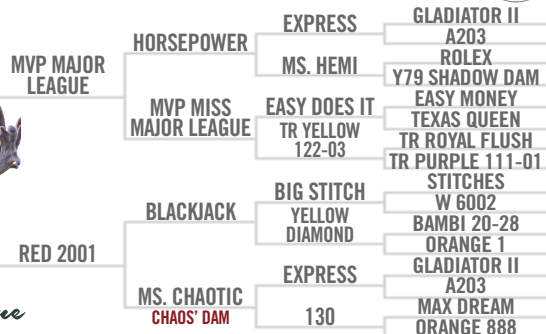 MVP MAJOR
LEAGUE
HORSEPOWER
EXPRESS
GLADIATOR II
A203
MS. HEMI
ROLEX
Y79 SHADOW DAM
MVP MISS
MAJOR LEAGUE
EASY DOES IT
EASY MONEY
TEXAS QUEEN
TR YELLOW
122-03
TR ROYAL FLUSH
TR PURPLE 111-01
RED 2001
BLACKJACK
BIG STITCH
STITCHES
W 6002
YELLOW
DIAMOND
BAMBI 20-28
ORANGE 1
MS. CHAOTIC
CHAOS' DAM
EXPRESS
GLADIATOR II
A203
130
MAX DREAM
ORANGE 888